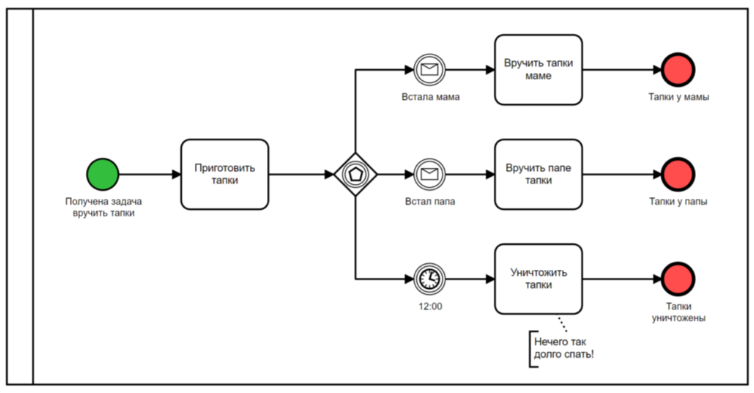 Вручить тапки
маме
Встала мама
Тапки у мамы
Приготовить
тапки
Вручить папе
тапки
Получена задача
вручить тапки
Встал папа
Тапки у папы
Уничтожить
тапки
12:00
Тапки
уничтожены
Нечего так
долго спать!